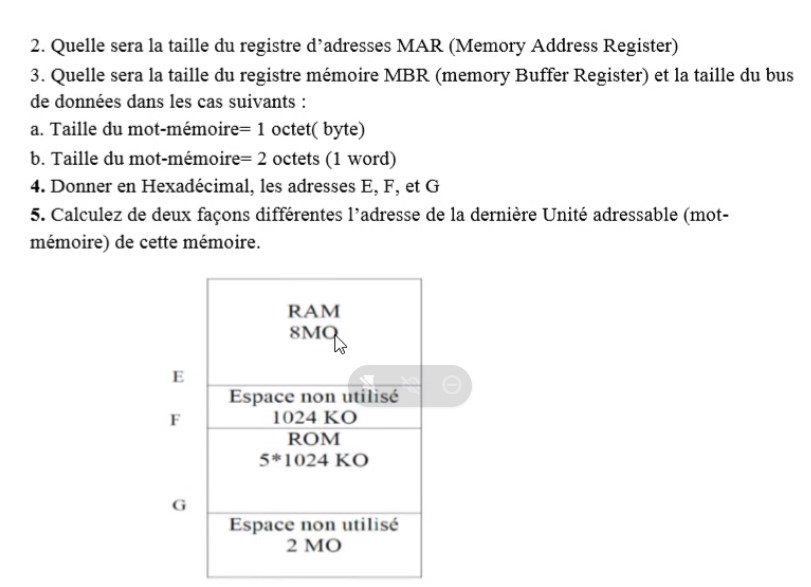 2. Quelle sera la taille du registre d’adresses MAR (Memory Address Register)
3. Quelle sera la taille du registre mémoire MBR (memory Buffer Register) et la taille du bus
de données dans les cas suivants :
a. Taille du mot-mémoire= 1 octet( byte)
b. Taille du mot-mémoire= 2 octets (1 word)
4. Donner en Hexadécimal, les adresses E, F, et G
5. Calculez de deux façons différentes l’adresse de la dernière Unité adressable (mot-
mémoire) de cette mémoire.
RAM
8MO
E
Espace non utilisé
F
1024 KO
ROM
5*1024 KO
G
Espace non utilisé
2 MO